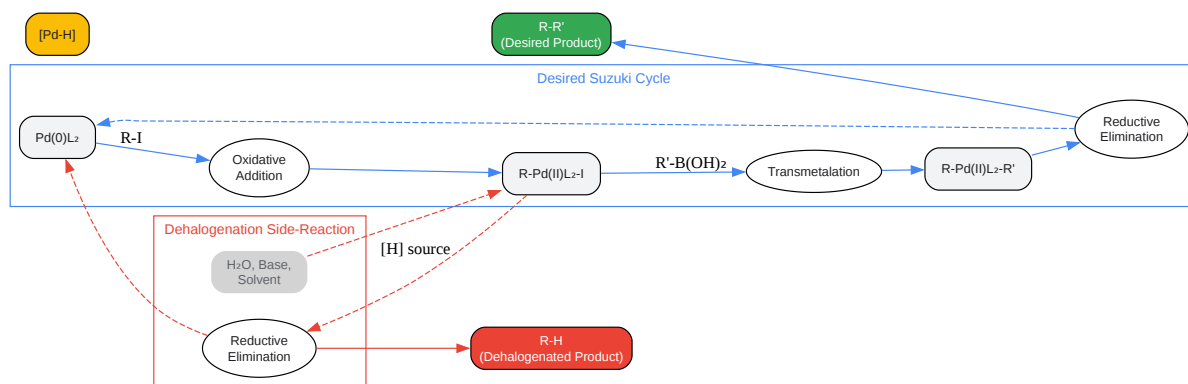 [Pd-H]
R-R'
(Desired Product)
Desired Suzuki Cycle
Pd(0)L₂
R-I
Oxidative
Addition
R-Pd(II)L₂-I
R'-B(OH)₂
Transmetalation
R-Pd(II)L₂-R'
Reductive
Elimination
Dehalogenation Side-Reaction
H₂O, Base,
Solvent
[H] source
Reductive
Elimination
R-H
(Dehalogenated Product)